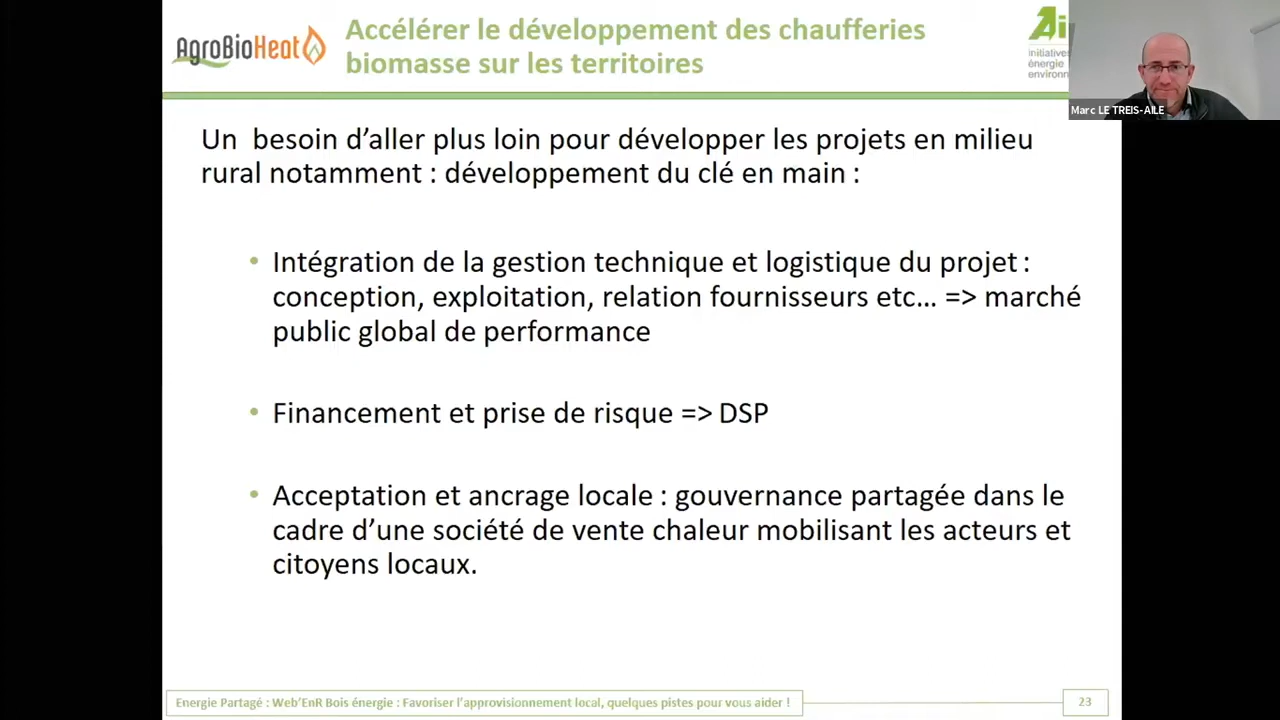 AgroBioHeat
Accélérer le développement des chaufferies
biomasse sur les territoires
Ai
initiatives
énergie
environn
Marc LE TREIS-AILE
Un besoin d’aller plus loin pour développer les projets en milieu
rural notamment : développement du clé en main :
• Intégration de la gestion technique et logistique du projet :
conception, exploitation, relation fournisseurs etc… => marché
public global de performance
• Financement et prise de risque => DSP
• Acceptation et ancrage locale : gouvernance partagée dans le
cadre d’une société de vente chaleur mobilisant les acteurs et
citoyens locaux.
Energie Partagé : Web’EnR Bois énergie : Favoriser l’approvisionnement local, quelques pistes pour vous aider !
23